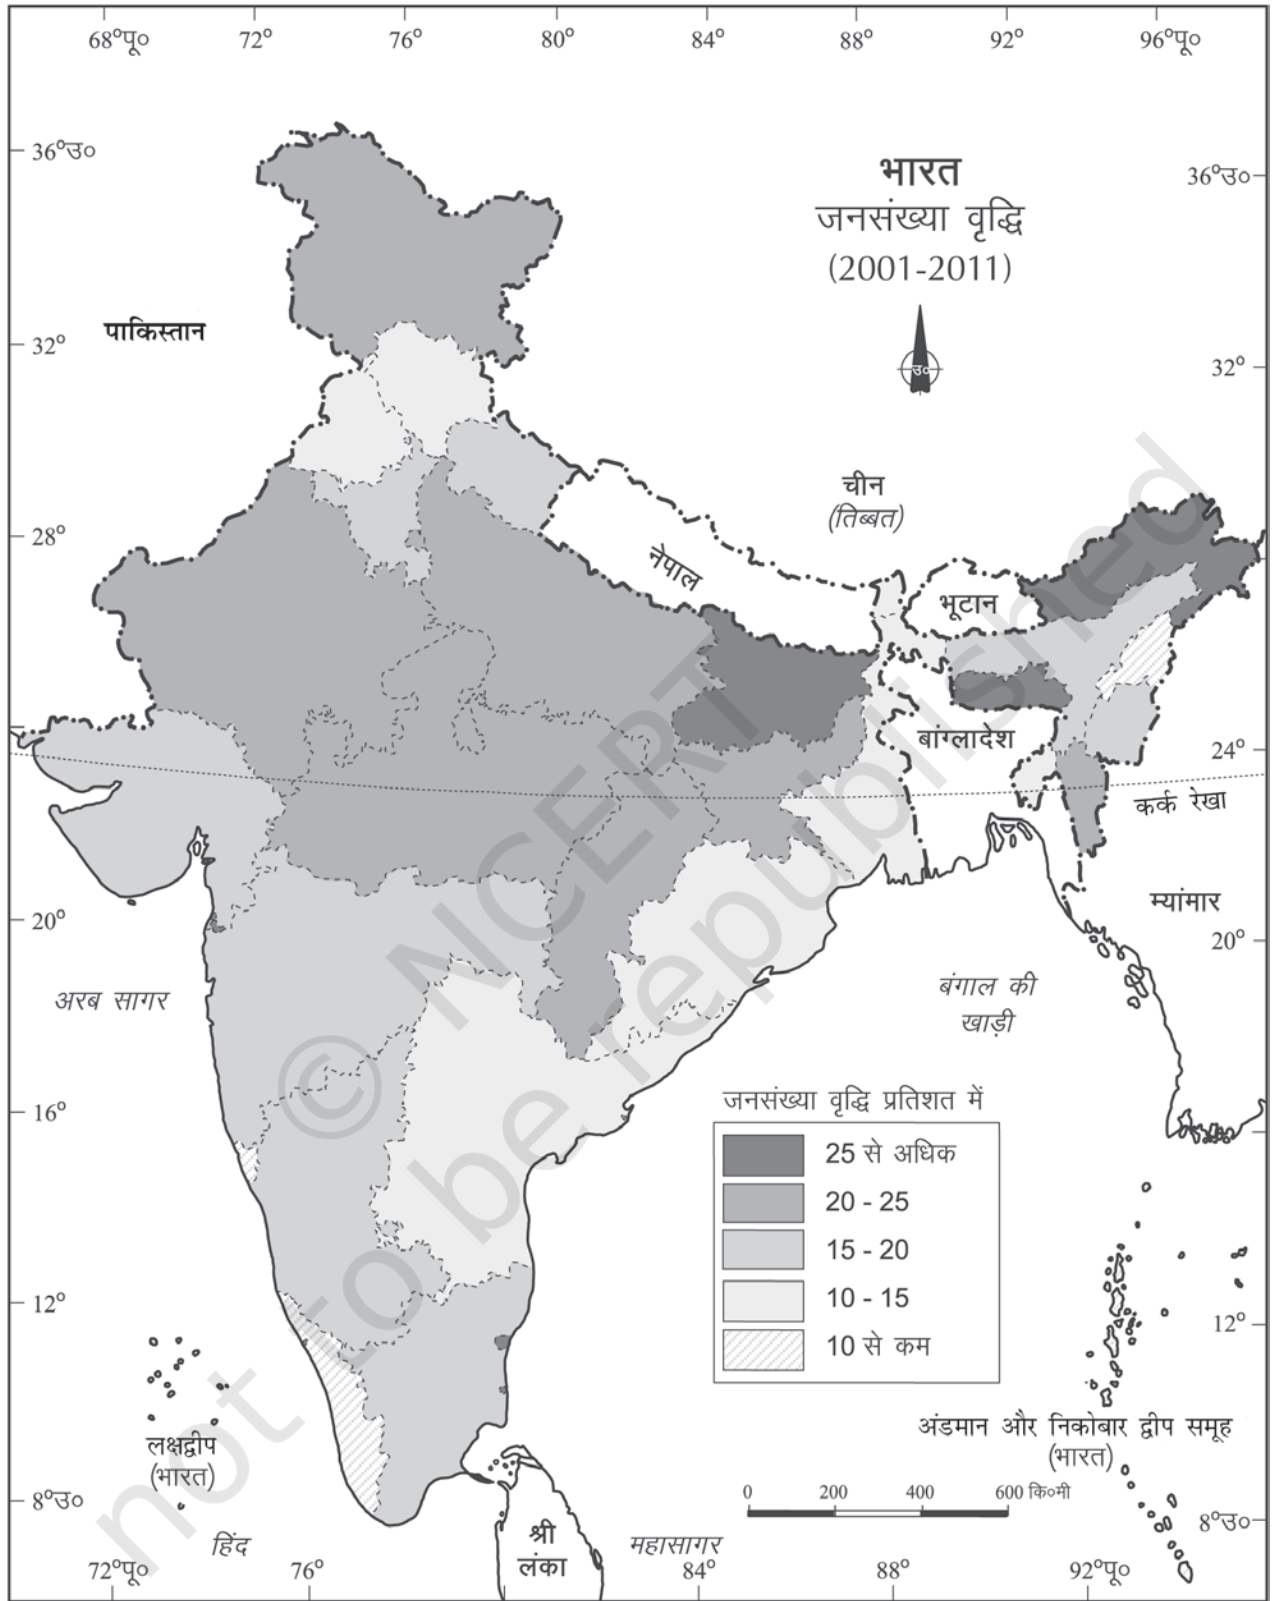 68°पू० 72° 76° 80° 84° 88° 92° 96°पू०
36°उ०
36°उ०
भारत
जनसंख्या वृद्धि
(2001-2011)
उ०
पाकिस्तान
32°
32°
चीन
(तिब्बत)
28°
नेपाल
भूटान
बांग्लादेश
24°
कर्क रेखा
म्यांमार
20°
20°
अरब सागर
बंगाल की
खाड़ी
16°
जनसंख्या वृद्धि प्रतिशत में
25 से अधिक
20 - 25
15 - 20
10 - 15
10 से कम
12°
12°
लक्षद्वीप
(भारत)
अंडमान और निकोबार द्वीप समूह
(भारत)
0 200 400 600 कि०मी
8°उ०
8°उ०
हिंद
श्री
लंका
महासागर
72°पू० 76° 84° 88° 92°पू०
© NCERT
not to be republished